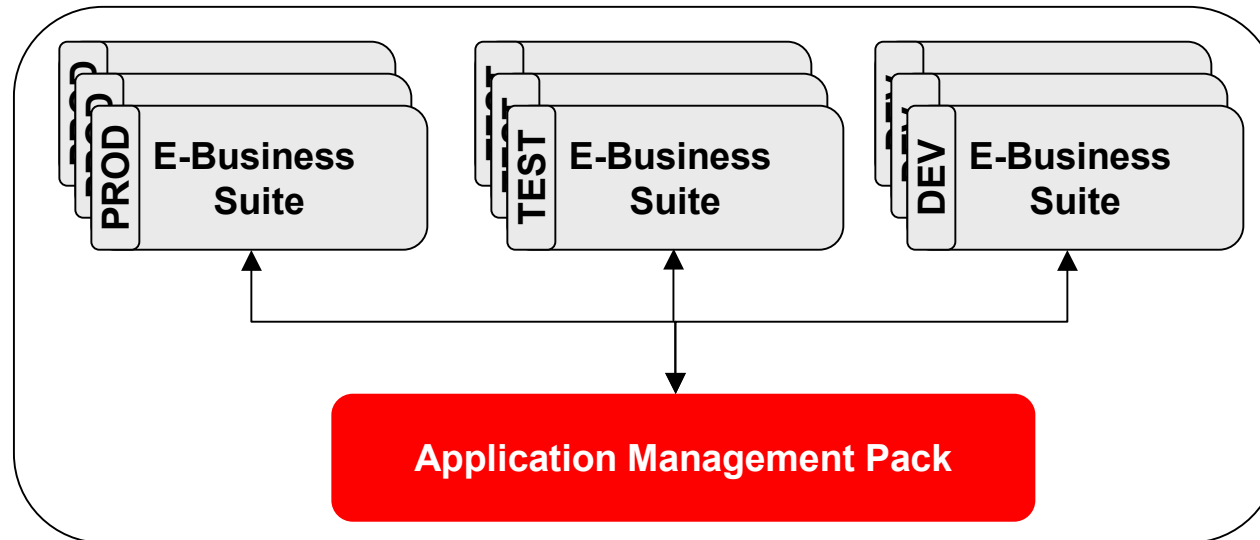 PROD
E-Business
Suite
TEST
E-Business
Suite
DEV
E-Business
Suite
Application Management Pack